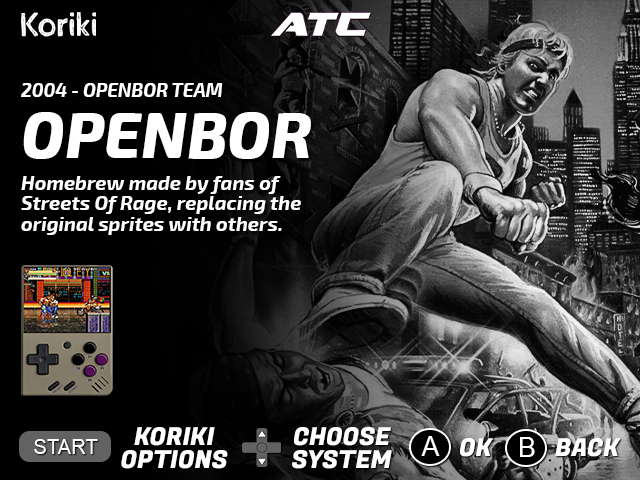 Koriki
ATC
2004 - OPENBOR TEAM
OPENBOR
Homebrew made by fans of
Streets Of Rage, replacing the
original sprites with others.
HOTEL
START
KORIKI
OPTIONS
CHOOSE
SYSTEM
A
OK
B
BACK